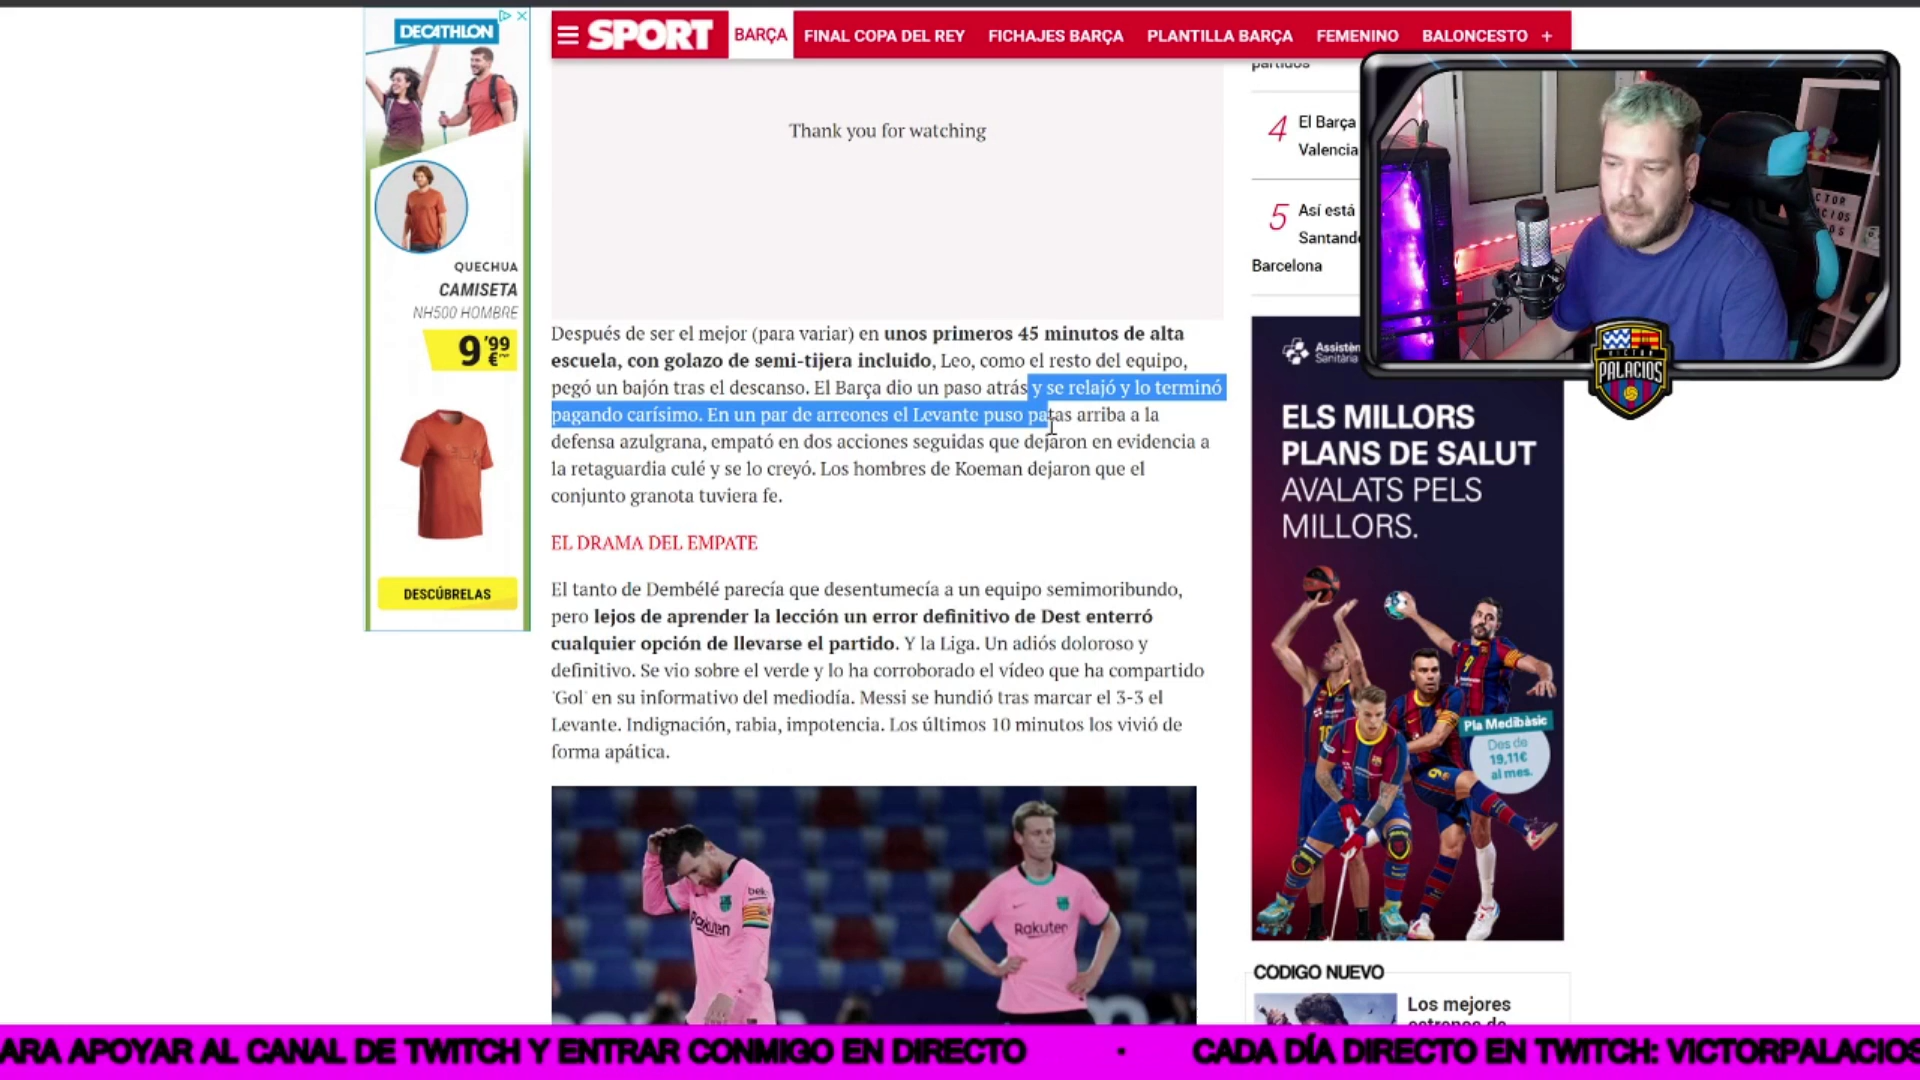 DECATHLON
QUECHUA
CAMISETA
NH500 HOMBRE
9'99
€
DESCÚBRELAS
SPORT
BARÇA
FINAL COPA DEL REY
FICHAJES BARÇA
PLANTILLA BARÇA
FEMENINO
BALONCESTO +
Thank you for watching
Después de ser el mejor (para variar) en unos primeros 45 minutos de alta
escuela, con golazo de semi-tijera incluido, Leo, como el resto del equipo,
pegó un bajón tras el descanso. El Barça dio un paso atrás y se relajó y lo terminó
pagando carísimo. En un par de arreones el Levante puso patas arriba a la
defensa azulgrana, empató en dos acciones seguidas que dejaron en evidencia a
la retaguardia culé y se lo creyó. Los hombres de Koeman dejaron que el
conjunto granota tuviera fe.
EL DRAMA DEL EMPATE
El tanto de Dembélé parecía que desentumecía a un equipo semimoribundo,
pero lejos de aprender la lección un error definitivo de Dest enterró
cualquier opción de llevarse el partido. Y la Liga. Un adiós doloroso y
definitivo. Se vio sobre el verde y lo ha corroborado el vídeo que ha compartido
'Gol' en su informativo del mediodía. Messi se hundió tras marcar el 3-3 el
Levante. Indignación, rabia, impotencia. Los últimos 10 minutos los vivió de
forma apática.
beko
Rakuten
Rakuten
partidos
4 El Barça
Valencia
5 Así está
Barcelona
VICTOR
PALACIOS
Assistèn
Sanitària
ELS MILLORS
PLANS DE SALUT
AVALATS PELS
MILLORS.
Pla Medibàsic
Des de
19,11€
al mes.
CODIGO NUEVO
Los mejores
estrenos de
ARA APOYAR AL CANAL DE TWITCH Y ENTRAR CONMIGO EN DIRECTO
•
CADA DÍA DIRECTO EN TWITCH: VICTORPALACIOS